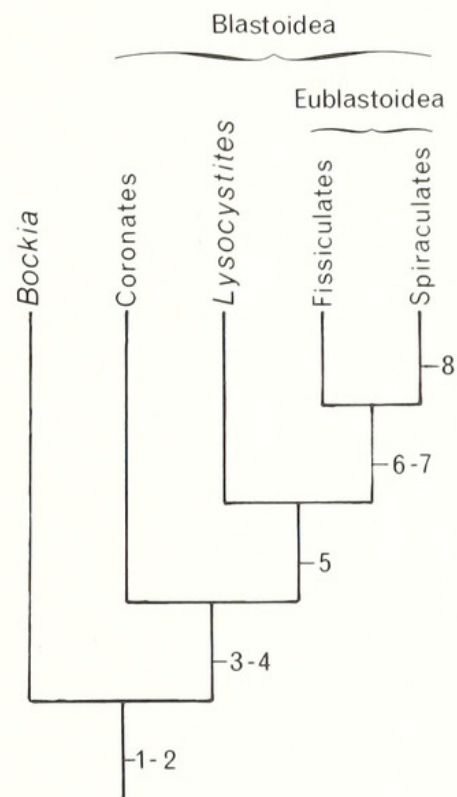 Blastoidea
Eublastoidea
Bockia
Coronates
Lysocystites
Fissiculates
Spiraculates
8
6-7
5
3-4
1-2